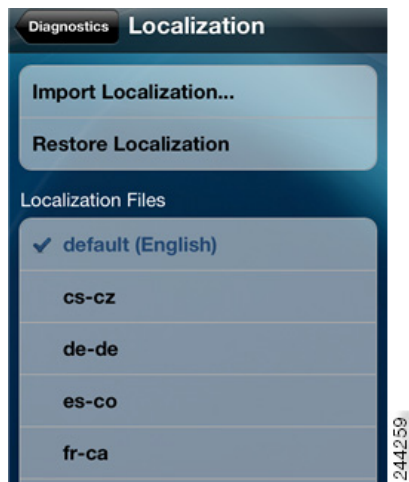 Diagnostics Localization
Import Localization...
Restore Localization
Localization Files
✓ default (English)
cs-cz
de-de
es-co
fr-ca
244259